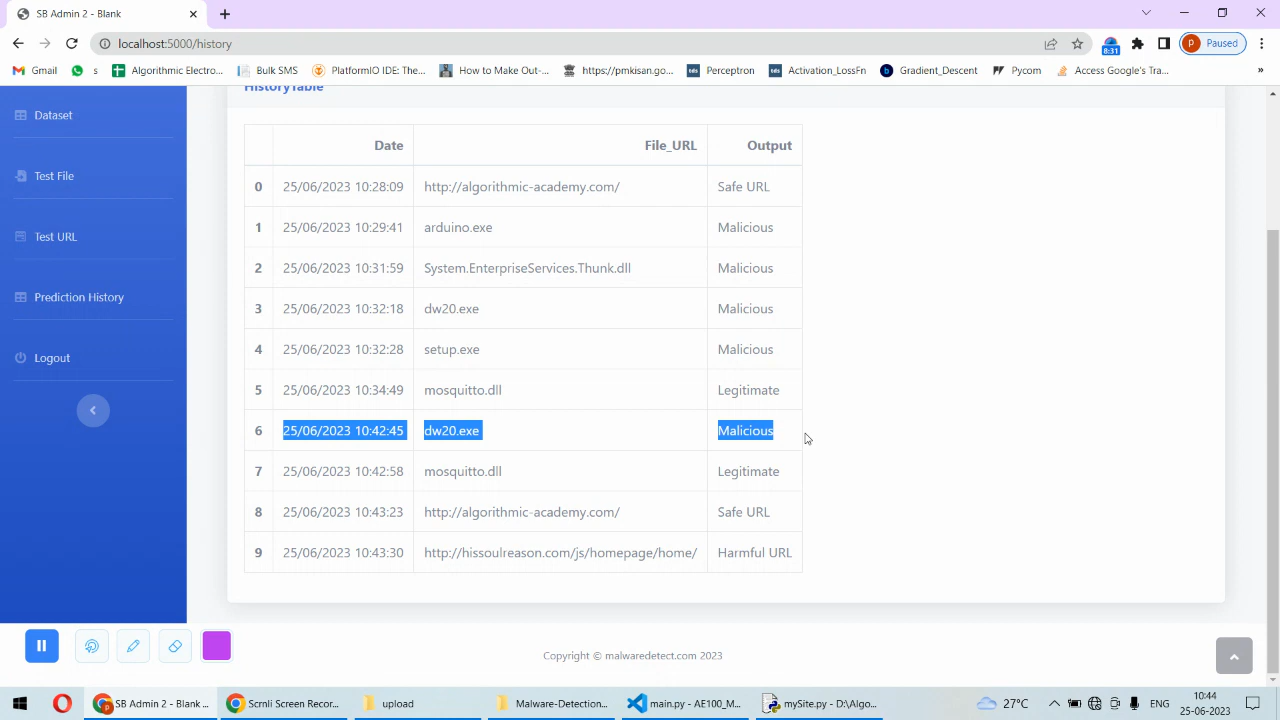 SB Admin 2 - Blank
localhost:5000/history
8:31
P Paused
Gmail
s
Algorithmic Electro...
Bulk SMS
PlatformIO IDE: The...
How to Make Out-...
https://pmkisan.go...
tds Perceptron
tds Activation_LossFn
b Gradient_Descent
Pycom
Access Google's Tra...
»
HistoryTable
Dataset
Test File
Test URL
Prediction History
Logout
Date File_URL Output
0 25/06/2023 10:28:09 http://algorithmic-academy.com/ Safe URL
1 25/06/2023 10:29:41 arduino.exe Malicious
2 25/06/2023 10:31:59 System.EnterpriseServices.Thunk.dll Malicious
3 25/06/2023 10:32:18 dw20.exe Malicious
4 25/06/2023 10:32:28 setup.exe Malicious
5 25/06/2023 10:34:49 mosquitto.dll Legitimate
6 25/06/2023 10:42:45 dw20.exe Malicious
7 25/06/2023 10:42:58 mosquitto.dll Legitimate
8 25/06/2023 10:43:23 http://algorithmic-academy.com/ Safe URL
9 25/06/2023 10:43:30 http://hissoulreason.com/js/homepage/home/ Harmful URL
Copyright © malwaredetect.com 2023
SB Admin 2 - Blank ...
Scrnli Screen Recor...
upload
Malware-Detection...
main.py - AE100_M...
mySite.py - D:\Algo...
27°C
ENG
10:44
25-06-2023